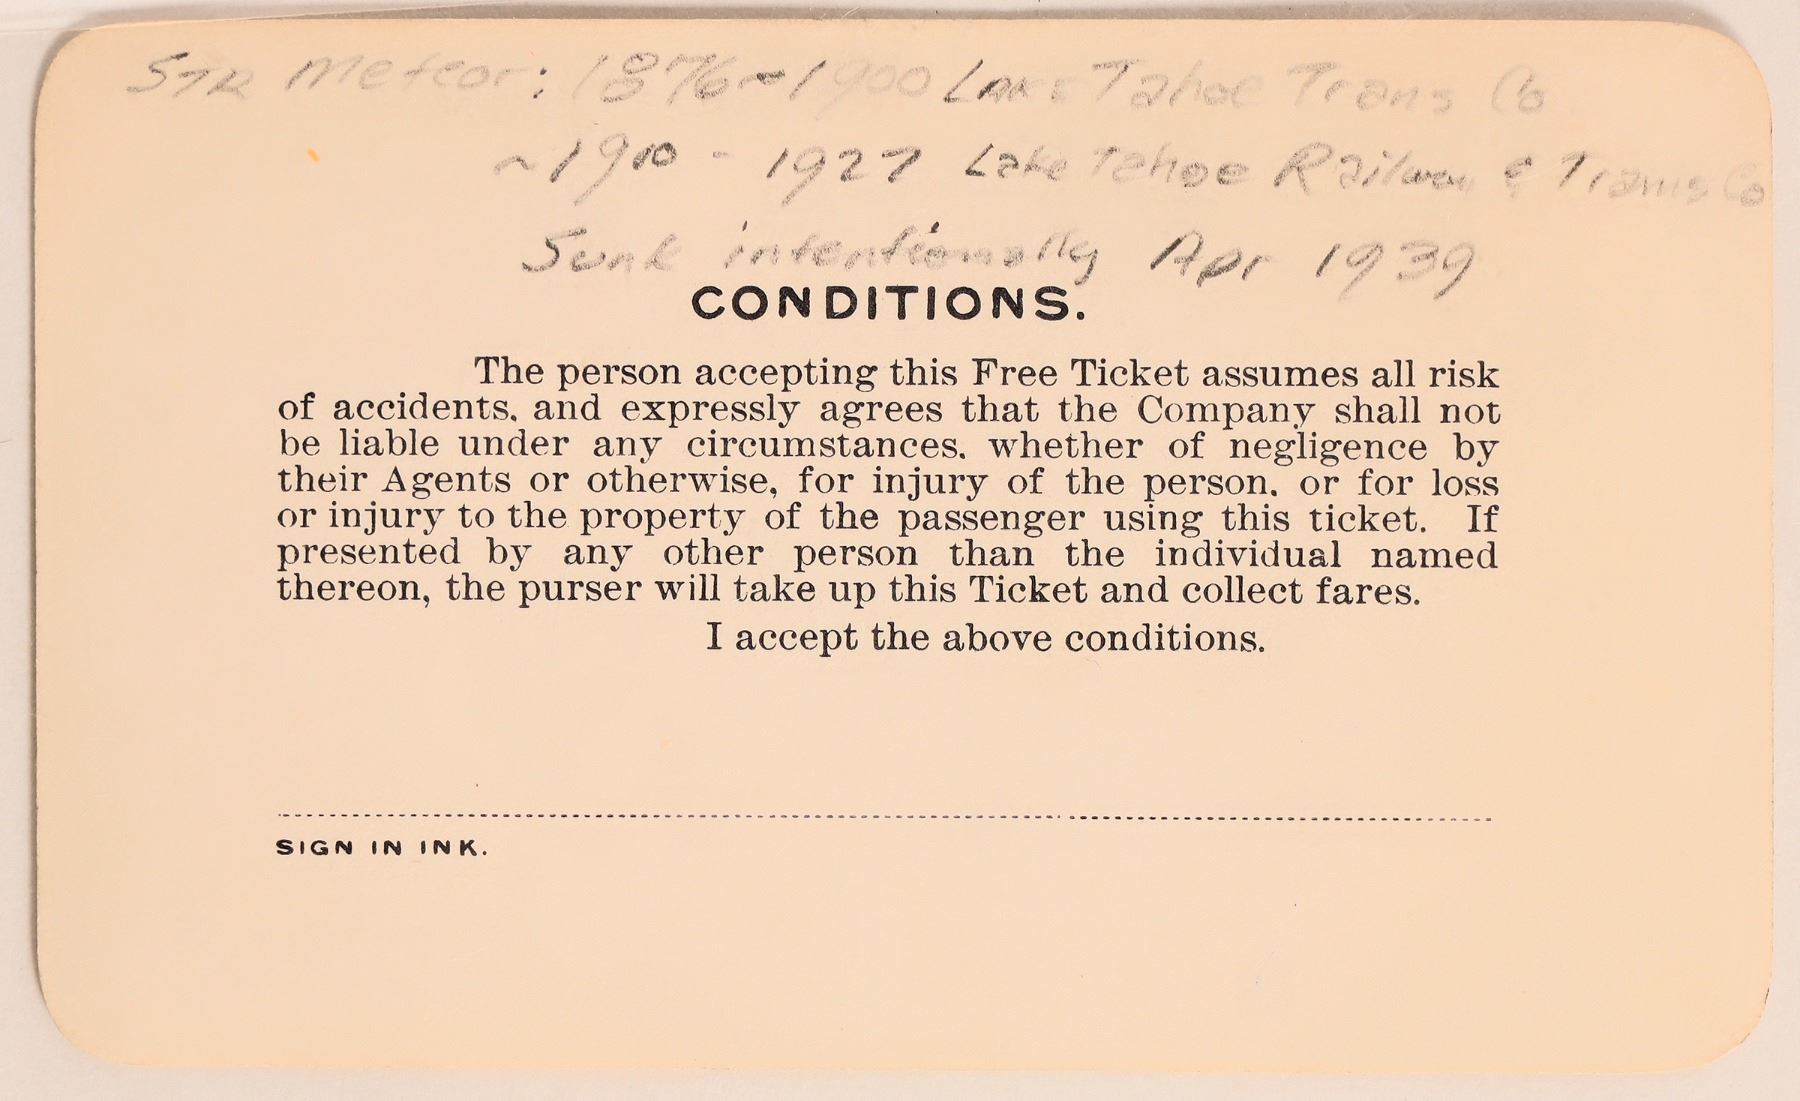 STR Meteor: 1876-~1900 Lake Tahoe Trans Co
~1900 - 1927 Lake Tahoe Railway & Trans Co
Sunk intentionally Apr 1939
CONDITIONS.
The person accepting this Free Ticket assumes all risk
of accidents. and expressly agrees that the Company shall not
be liable under any circumstances. whether of negligence by
their Agents or otherwise, for injury of the person. or for loss
or injury to the property of the passenger using this ticket. If
presented by any other person than the individual named
thereon, the purser will take up this Ticket and collect fares.
I accept the above conditions.
SIGN IN INK.